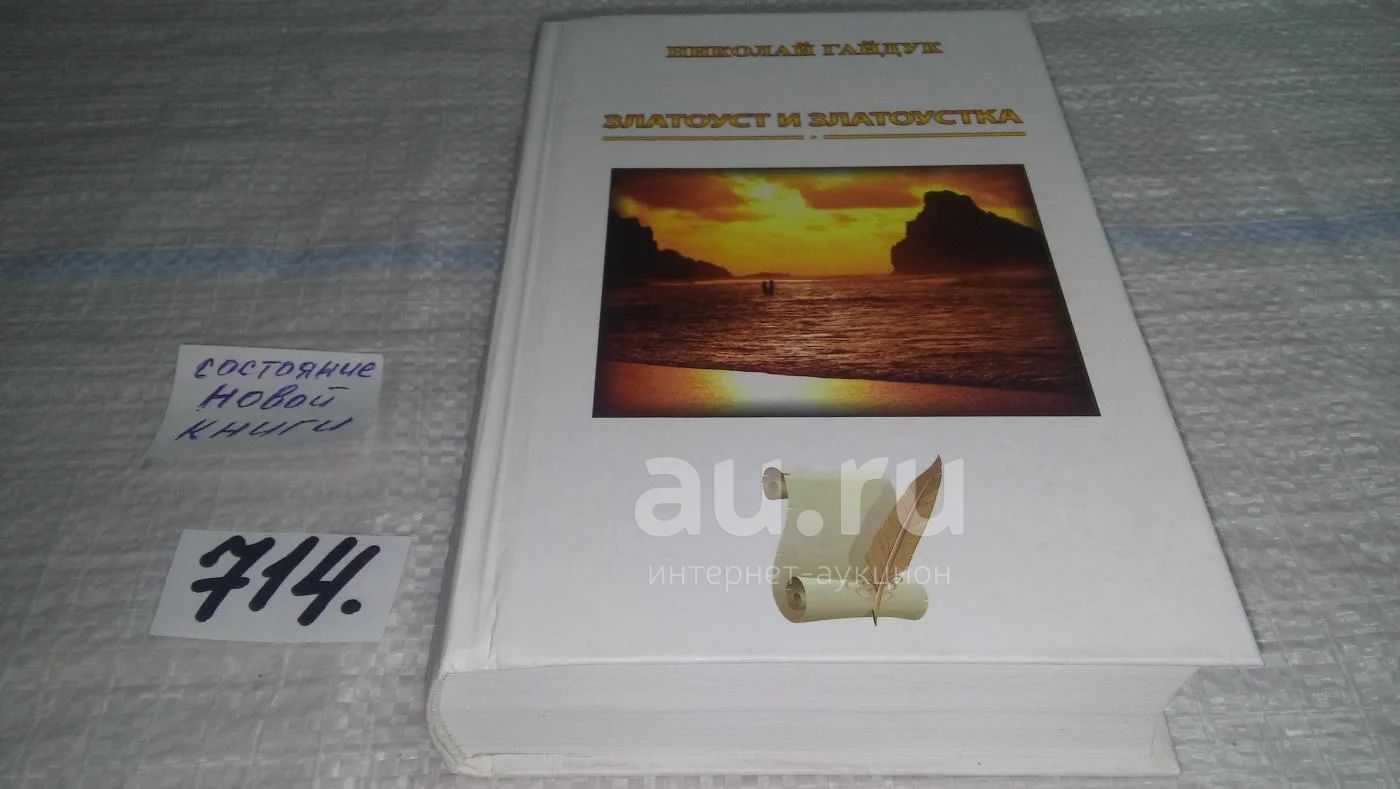 НИКОЛАЙ ГАЙДУК
ЗЛАТОУСТ И ЗЛАТОУСТКА
состояние
новой
книги
714.
au.ru
интернет-аукцион